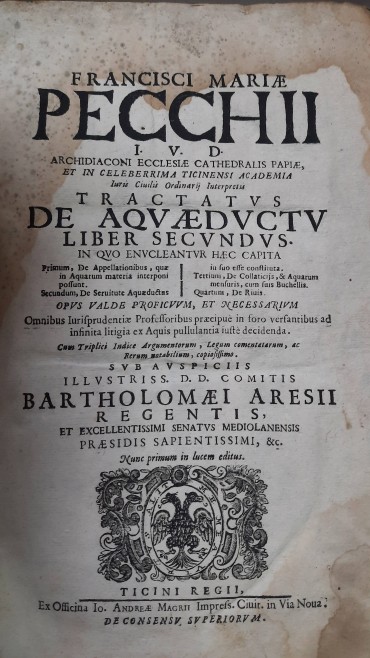 FRANCISCI MARIÆ
PECCHII
I. V. D.
ARCHIDIACONI ECCLESIÆ CATHEDRALIS PAPIÆ,
ET IN CELEBERRIMA TICINENSI ACADEMIA
Iuris Ciuilis Ordinarij Interpretis
TRACTATVS
DE AQVÆDVCTV
LIBER SECVNDVS.
IN QVO ENVCLEANTVR HÆC CAPITA
Primum, De Appellationibus, quæ
in Aquarum materia interponi
possunt.
Secundum, De Seruitute Aquæductus
in suo esse constituta.
Tertium, De Collaticijs, & Aquarum
mensuris, cum suis Buchellis.
Quartum, De Ruzis.
OPVS VALDE PROFICVVM, ET NECESSARIVM
Omnibus Iurisprudentiæ Professoribus præcipuè in foro versantibus ad
infinita litigia ex Aquis pullulantia iustè decidenda.
Cum Triplici Indice Argumentorum, Legum comentatarum, ac
Rerum notabilium, copiosissimo.
SVB AVSPICIIS
ILLVSTRISS. D. D. COMITIS
BARTHOLOMÆI ARESII
REGENTIS,
ET EXCELLENTISSIMI SENATVS MEDIOLANENSIS
PRÆSIDIS SAPIENTISSIMI, &c.
Nunc primum in lucem editus.
TICINI REGII,
Ex Officina Io. ANDREÆ MAGRII Impress. Ciuit. in Via Noua.
DE CONSENSV SVPERIORVM.